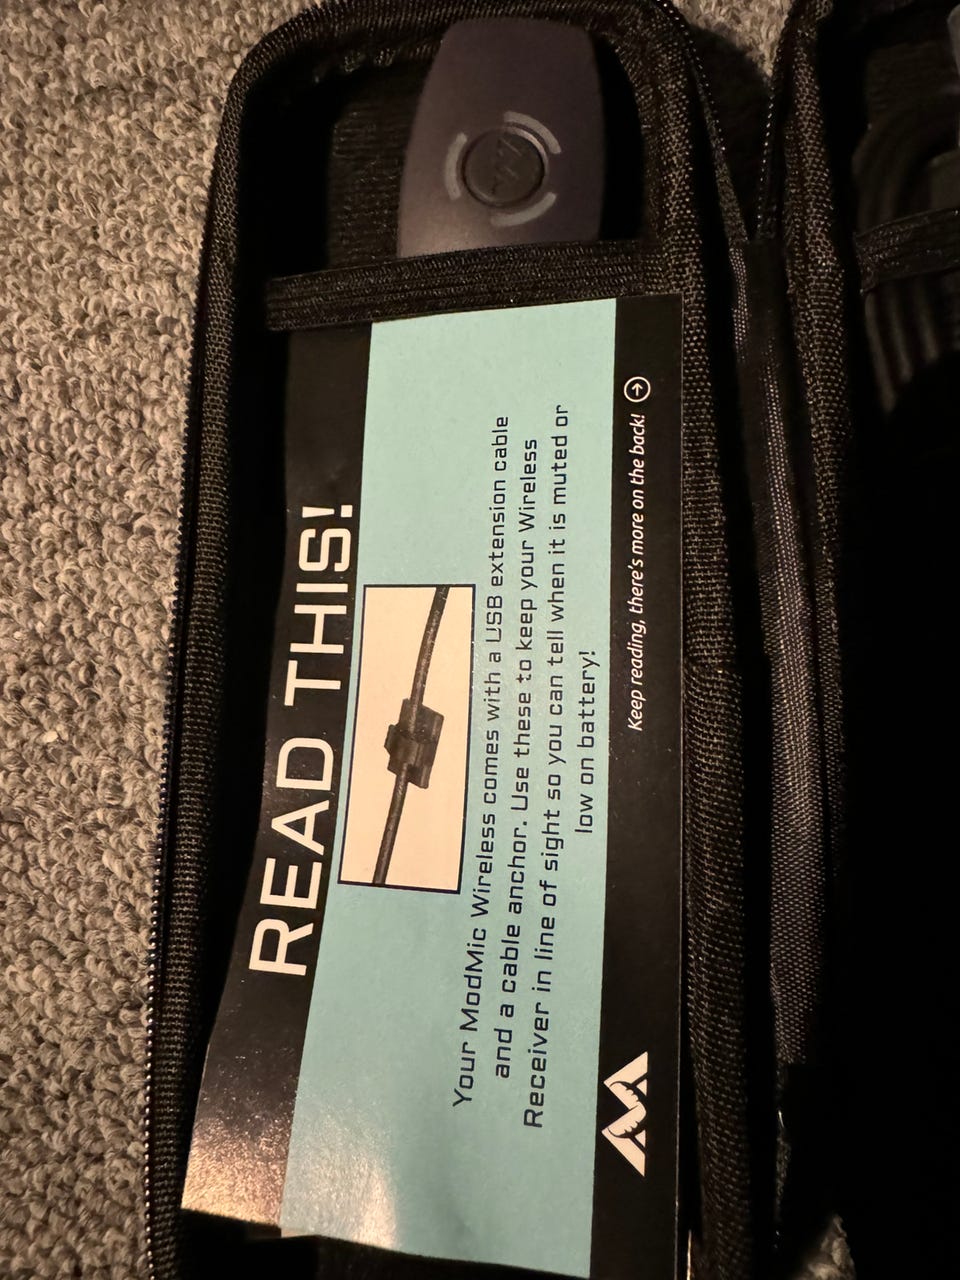 READ THIS!
Your ModMic Wireless comes with a USB extension cable
and a cable anchor. Use these to keep your Wireless
Receiver in line of sight so you can tell when it is muted or
low on battery!
Keep reading, there's more on the back!